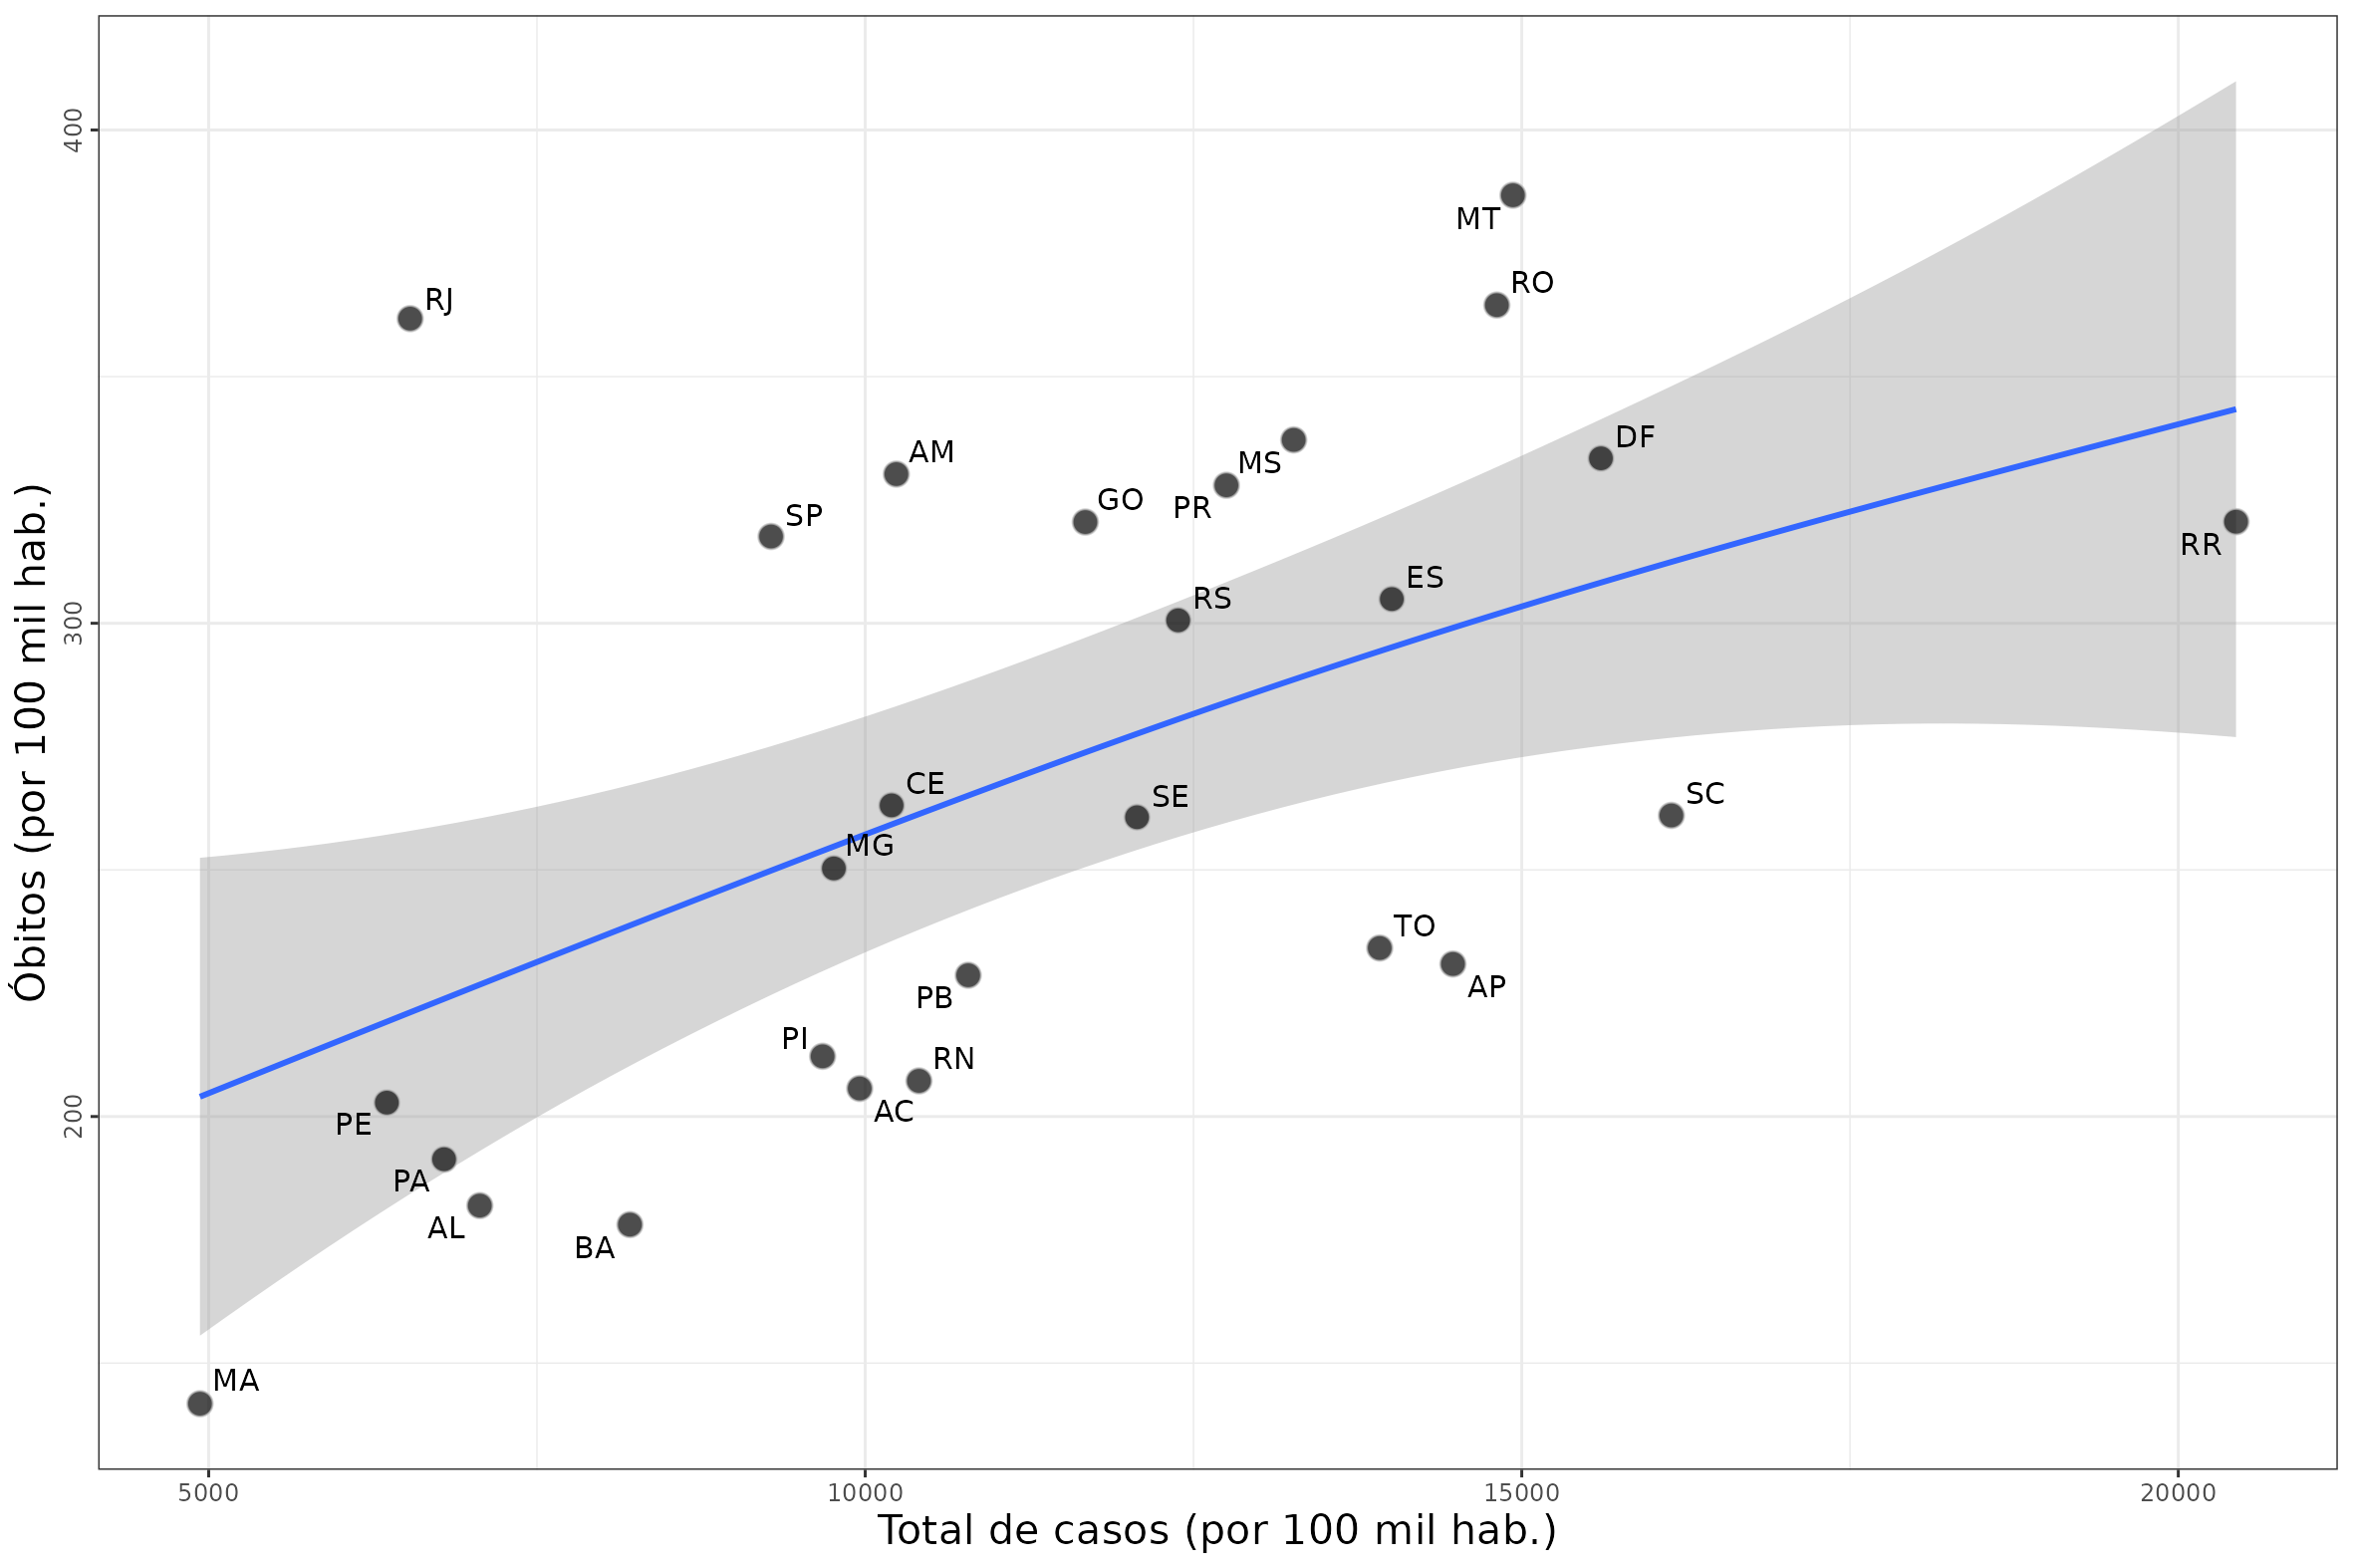 Óbitos (por 100 mil hab.)
400
300
200
MT
RO
RJ
DF
AM
MS
GO
PR
SP
RR
ES
RS
CE
SC
SE
MG
TO
AP
PB
PI
RN
AC
PE
PA
AL
BA
MA
5000
10000
15000
20000
Total de casos (por 100 mil hab.)